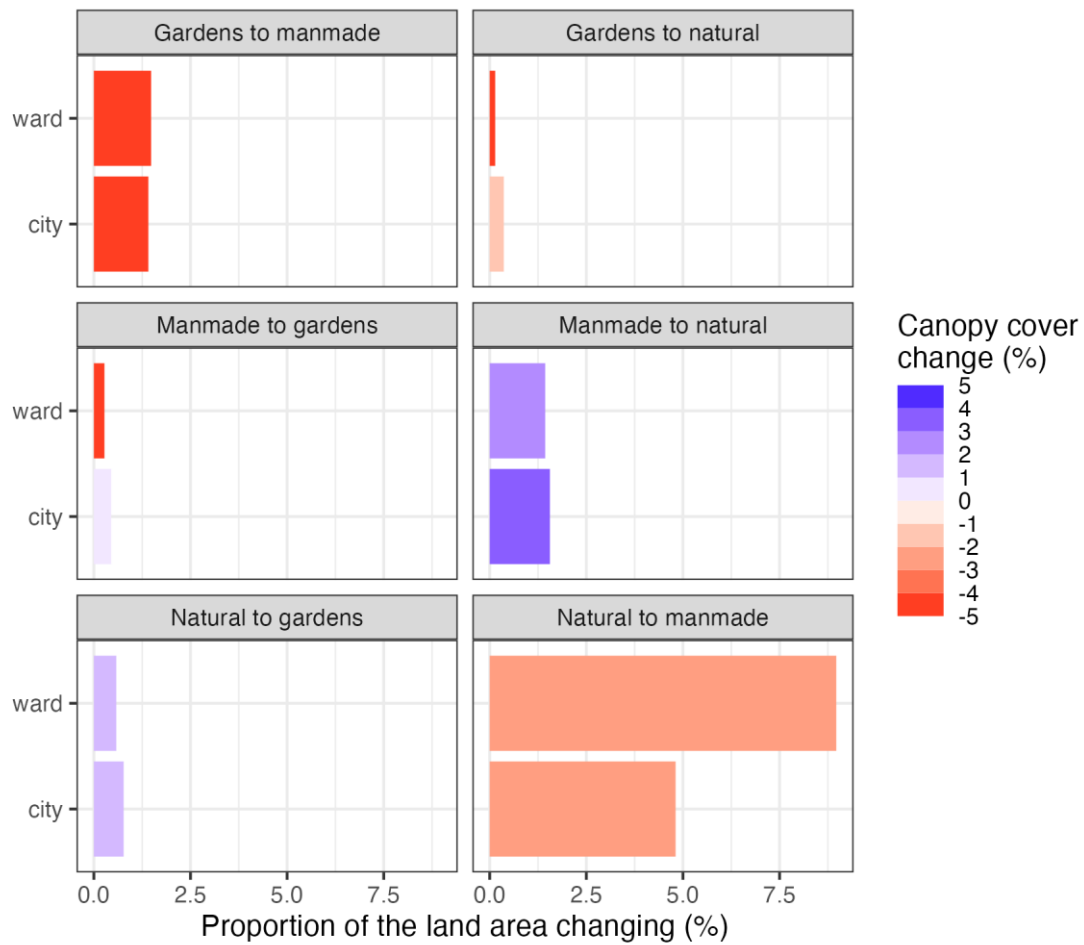 Gardens to manmade
Gardens to natural
ward
city
Manmade to gardens
Manmade to natural
ward
city
Natural to gardens
Natural to manmade
ward
city
0.0 2.5 5.0 7.5
0.0 2.5 5.0 7.5
Proportion of the land area changing (%)
Canopy cover
change (%)
5
4
3
2
1
0
-1
-2
-3
-4
-5